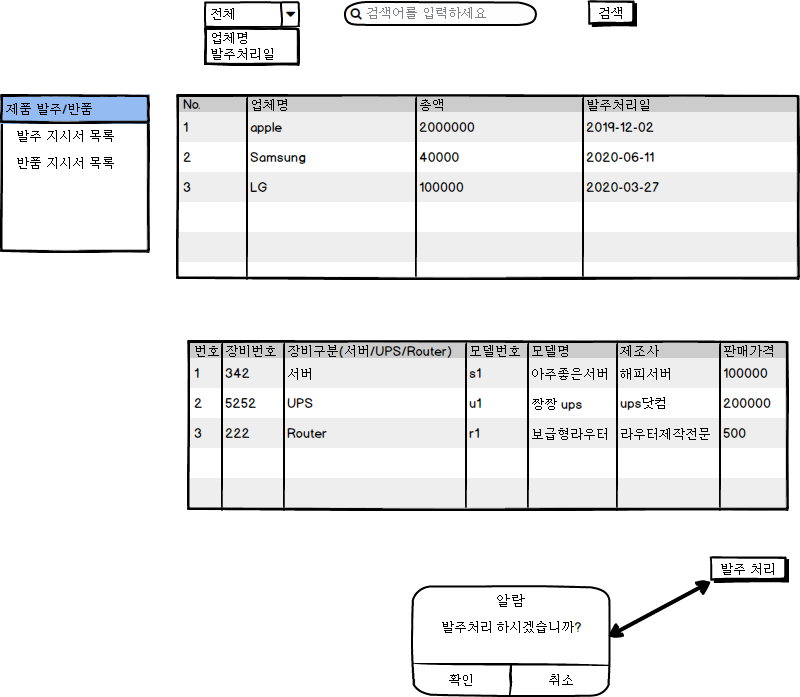 전체
검색어를 입력하세요
검색
업체명
발주처리일
제품 발주/반품
발주 지시서 목록
반품 지시서 목록
No. 업체명 총액 발주처리일
1 apple 2000000 2019-12-02
2 Samsung 40000 2020-06-11
3 LG 100000 2020-03-27
번호 장비번호 장비구분(서버/UPS/Router) 모델번호 모델명 제조사 판매가격
1 342 서버 s1 아주좋은서버 해피서버 100000
2 5252 UPS u1 짱짱 ups ups닷컴 200000
3 222 Router r1 보급형라우터 라우터제작전문 500
발주 처리
알람
발주처리 하시겠습니까?
확인 취소